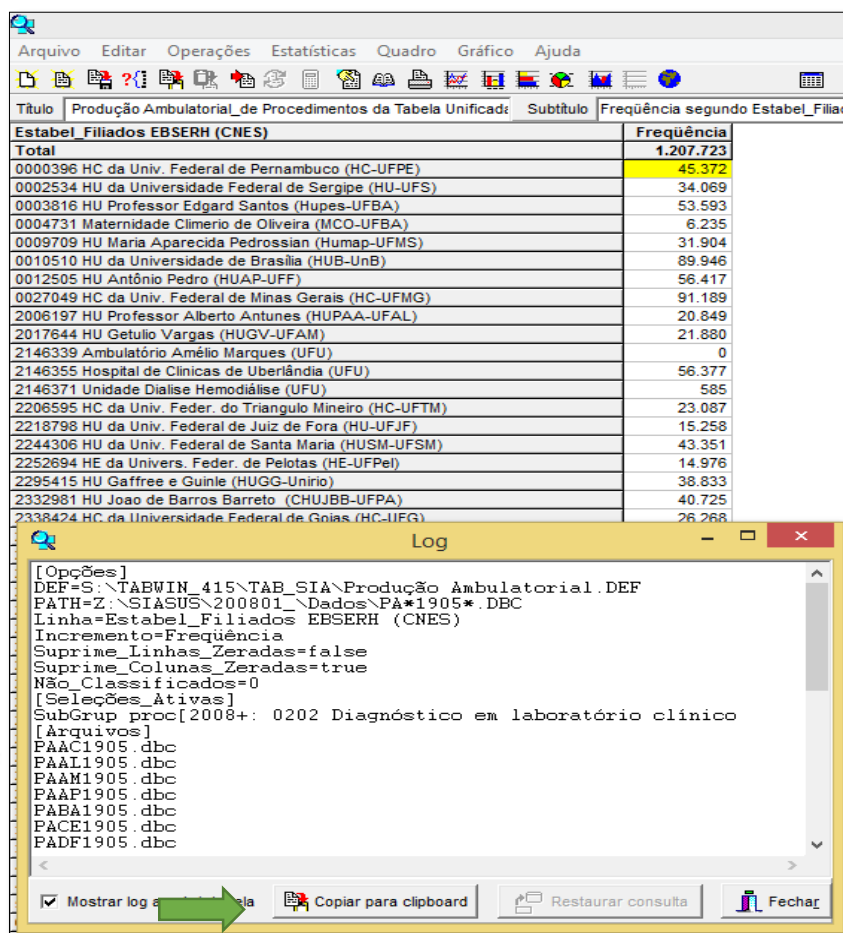 Arquivo Editar Operações Estatísticas Quadro Gráfico Ajuda
Título Produção Ambulatorial_de Procedimentos da Tabela Unificada Subtítulo Freqüência segundo Estabel_Filiad
Estabel_Filiados EBSERH (CNES) Freqüência
Total 1.207.723
0000396 HC da Univ. Federal de Pernambuco (HC-UFPE) 45.372
0002534 HU da Universidade Federal de Sergipe (HU-UFS) 34.069
0003816 HU Professor Edgard Santos (Hupes-UFBA) 53.593
0004731 Maternidade Climerio de Oliveira (MCO-UFBA) 6.235
0009709 HU Maria Aparecida Pedrossian (Humap-UFMS) 31.904
0010510 HU da Universidade de Brasília (HUB-UnB) 89.946
0012505 HU Antônio Pedro (HUAP-UFF) 56.417
0027049 HC da Univ. Federal de Minas Gerais (HC-UFMG) 91.189
2006197 HU Professor Alberto Antunes (HUPAA-UFAL) 20.849
2017644 HU Getulio Vargas (HUGV-UFAM) 21.880
2146339 Ambulatório Amélio Marques (UFU) 0
2146355 Hospital de Clinicas de Uberlândia (UFU) 56.377
2146371 Unidade Dialise Hemodiálise (UFU) 585
2206595 HC da Univ. Feder. do Triangulo Mineiro (HC-UFTM) 23.087
2218798 HU da Univ. Federal de Juiz de Fora (HU-UFJF) 15.258
2244306 HU da Univ. Federal de Santa Maria (HUSM-UFSM) 43.351
2252694 HE da Univers. Feder. de Pelotas (HE-UFPel) 14.976
2295415 HU Gaffree e Guinle (HUGG-Unirio) 38.833
2332981 HU Joao de Barros Barreto (CHUJBB-UFPA) 40.725
2338424 HC da Universidade Federal de Goias (HC-UFG) 26.268
Log
[Opções]
DEF=S:\TABWIN_415\TAB_SIA\Produção Ambulatorial.DEF
PATH=Z:\SIASUS\200801_\Dados\PA*1905*.DBC
Linha=Estabel_Filiados EBSERH (CNES)
Incremento=Freqüência
Suprime_Linhas_Zeradas=false
Suprime_Colunas_Zeradas=true
Não_Classificados=0
[Seleções_Ativas]
SubGrup proc[2008+: 0202 Diagnóstico em laboratório clínico
[Arquivos]
PAAC1905.dbc
PAAL1905.dbc
PAAM1905.dbc
PAAP1905.dbc
PABA1905.dbc
PACE1905.dbc
PADF1905.dbc
Mostrar log Copiar para clipboard Restaurar consulta Fechar